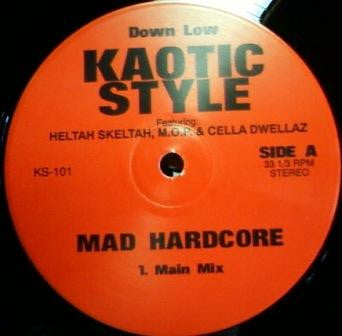 Down Low
KAOTIC
STYLE
Featuring:
HELTAH SKELTAH, M.O.P. & CELLA DWELLAZ
SIDE A
KS-101
33 1/3 RPM
STEREO
MAD HARDCORE
1. Main Mix